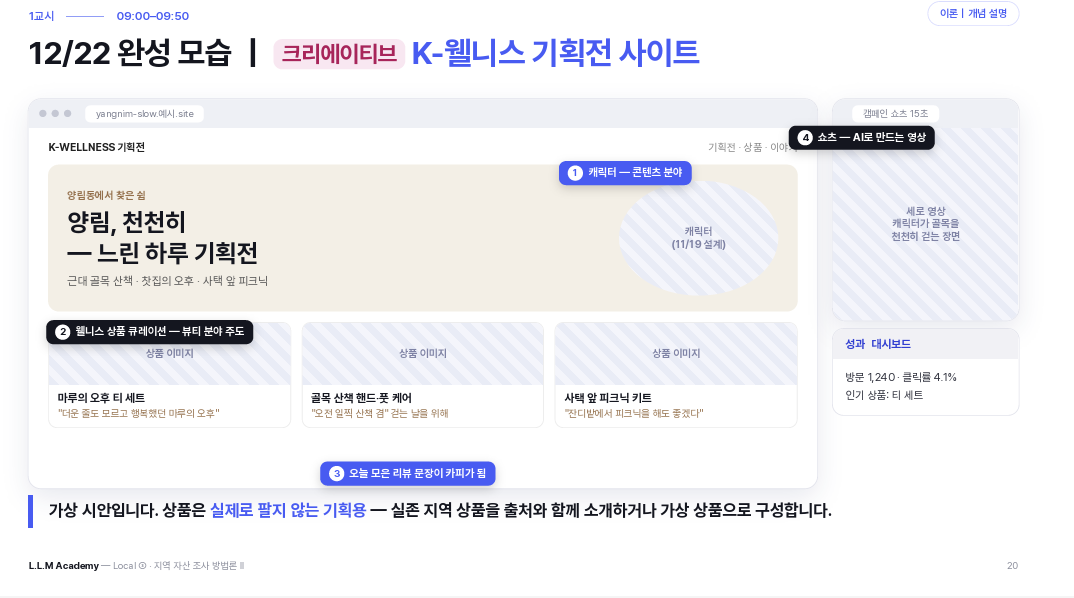 1교시 09:00–09:50
이론 | 개념 설명
12/22 완성 모습 | 크리에이티브 K-웰니스 기획전 사이트
yangnim-slow.예시.site
K-WELLNESS 기획전
기획전 · 상품 · 이야
1 캐릭터 — 콘텐츠 분야
양림동에서 찾은 쉼
양림, 천천히
— 느린 하루 기획전
근대 골목 산책 · 찻집의 오후 · 사택 앞 피크닉
캐릭터
(11/19 설계)
2 웰니스 상품 큐레이션 — 뷰티 분야 주도
상품 이미지
마루의 오후 티 세트
"더운 줄도 모르고 행복했던 마루의 오후"
상품 이미지
골목 산책 핸드·풋 케어
"오전 일찍 산책 겸" 걷는 날을 위해
상품 이미지
사택 앞 피크닉 키트
"잔디밭에서 피크닉을 해도 좋겠다"
3 오늘 모은 리뷰 문장이 카피가 됨
캠페인 쇼츠 15초
4 쇼츠 — AI로 만드는 영상
세로 영상
캐릭터가 골목을
천천히 걷는 장면
성과 대시보드
방문 1,240 · 클릭률 4.1%
인기 상품: 티 세트
가상 시안입니다. 상품은 실제로 팔지 않는 기획용 — 실존 지역 상품을 출처와 함께 소개하거나 가상 상품으로 구성합니다.
L.L.M Academy — Local ② · 지역 자산 조사 방법론 Ⅱ
20